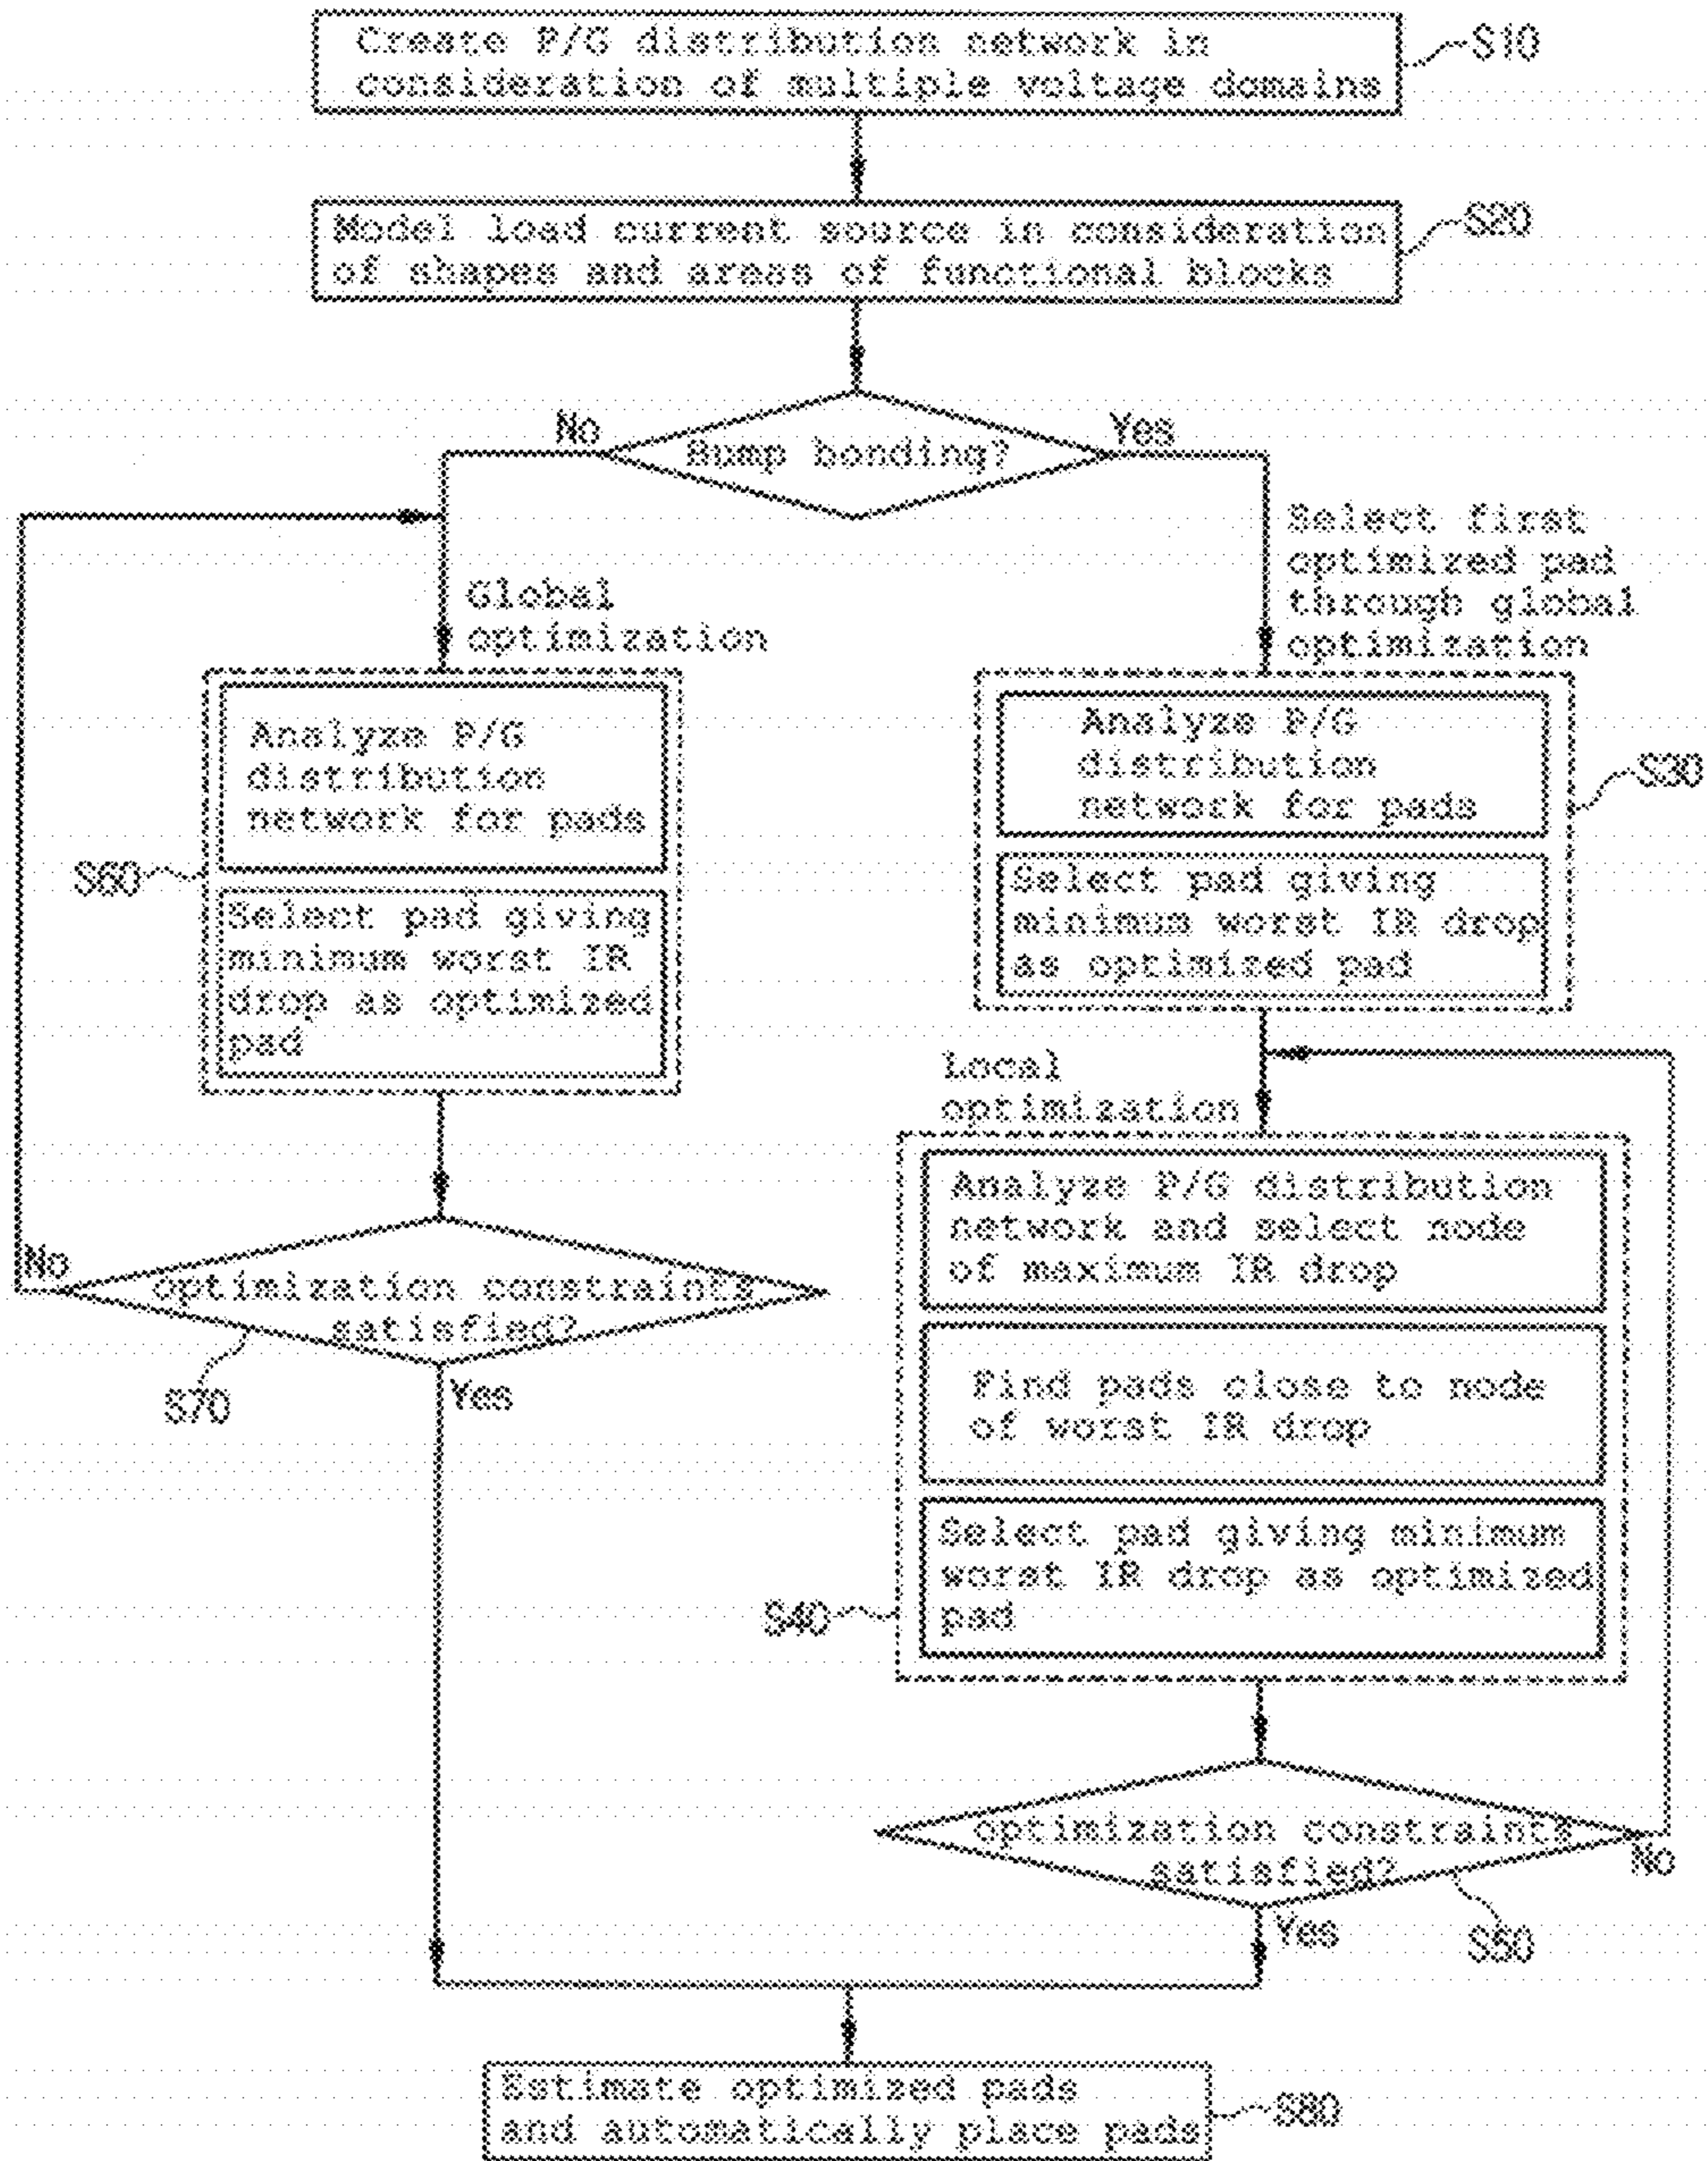 Create P/G distribution network in
consideration of multiple voltage domains
S10
Model load current source in consideration
of shapes and areas of functional blocks
S20
No
Bump bonding?
Yes
Global
optimization
Select first
optimized pad
through global
optimization
Analyze P/G
distribution
network for pads
S60
Select pad giving
minimum worst IR
drop as optimized
pad
Analyze P/G
distribution
network for pads
S30
Select pad giving
minimum worst IR drop
as optimized pad
Local
optimization
No
optimization constraints
satisfied?
S70
Yes
Analyze P/G distribution
network and select node
of maximum IR drop
Find pads close to node
of worst IR drop
Select pad giving minimum
worst IR drop as optimized
pad
S40
optimization constraints
satisfied?
No
Yes
S50
Estimate optimized pads
and automatically place pads
S80